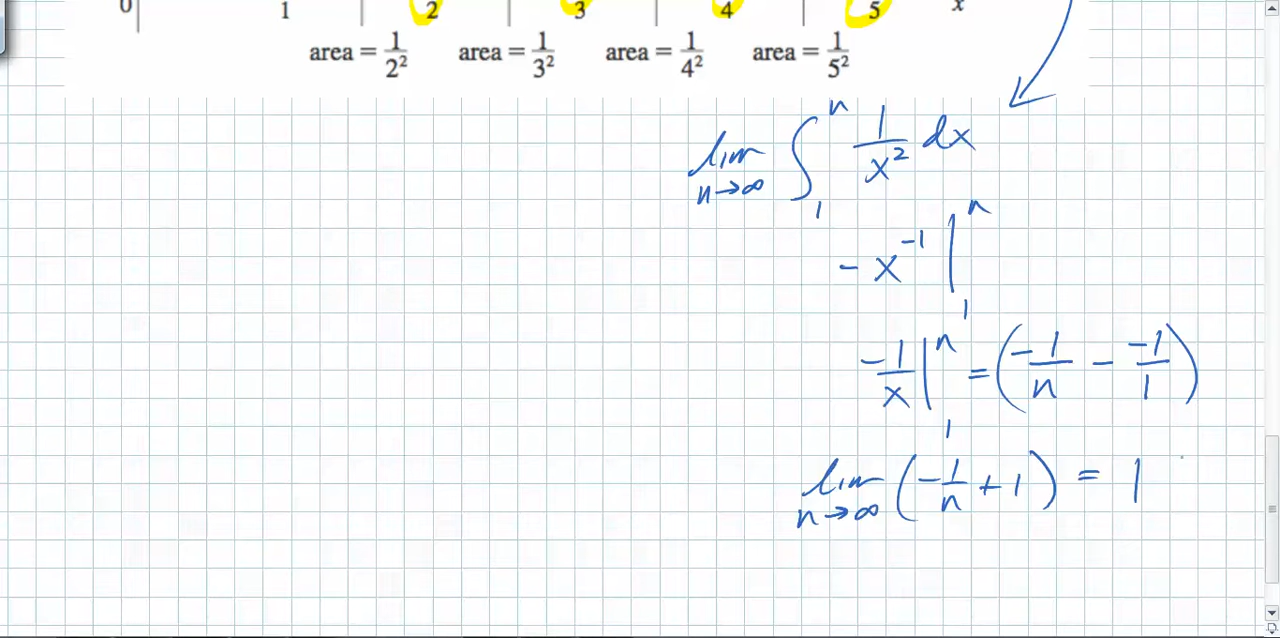 0 1 2 3 4 5 x
area = 1/2² area = 1/3² area = 1/4² area = 1/5²
lim n→∞ ∫₁ⁿ 1/x² dx
-x⁻¹ |₁ⁿ
-1/x |₁ⁿ = (-1/n - -1/1)
lim n→∞ (-1/n + 1) = 1